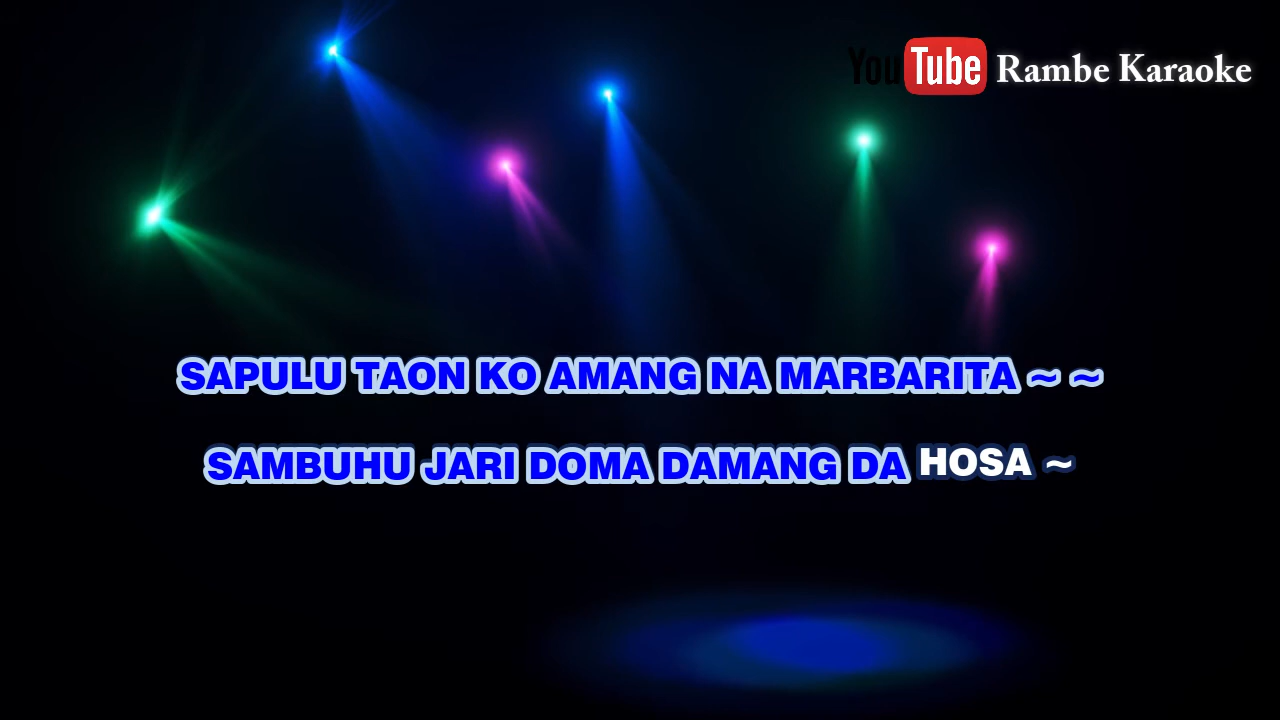 YouTube Rambe Karaoke
SAPULU TAON KO AMANG NA MARBARITA ~ ~
SAMBUHU JARI DOMA DAMANG DA HOSA ~